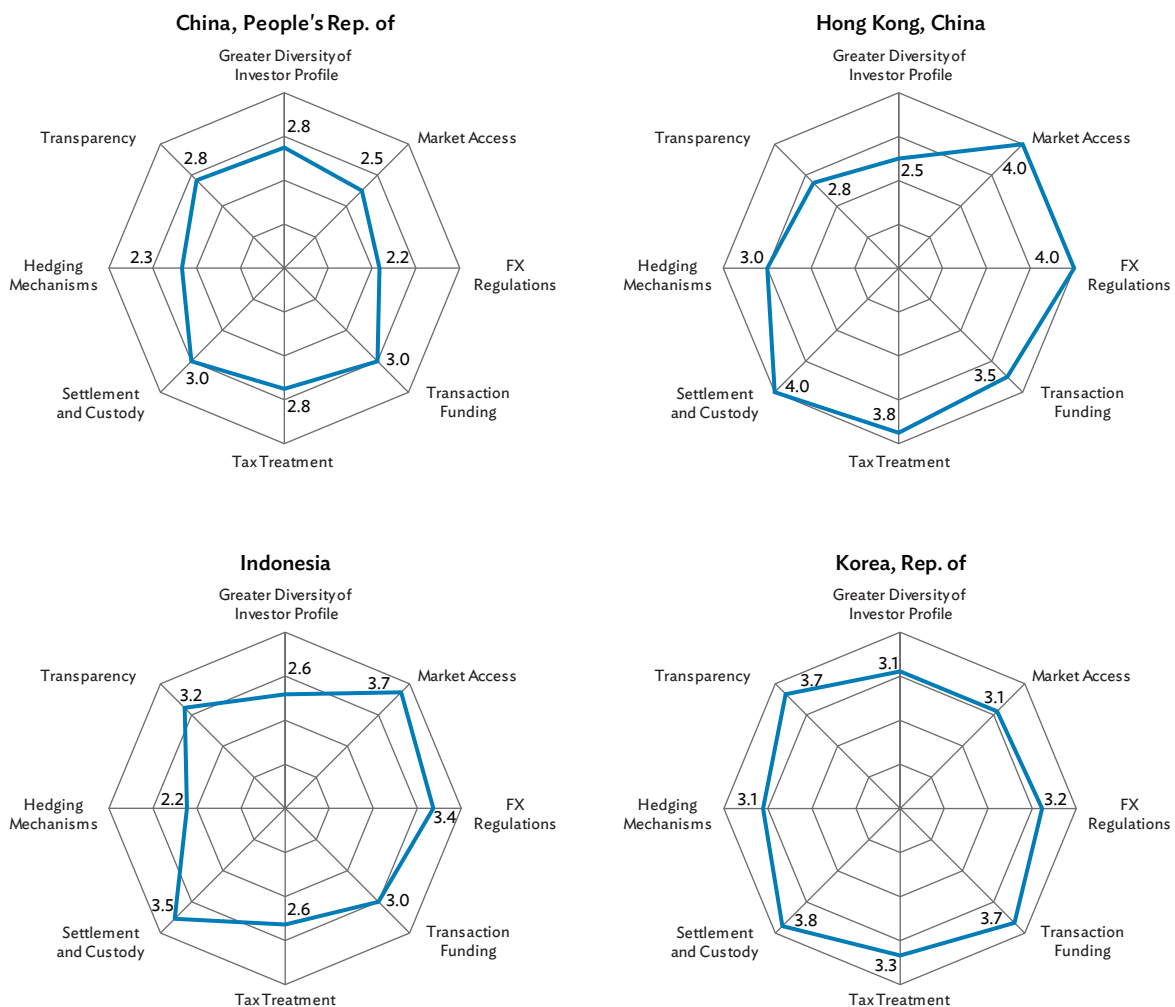 China, People's Rep. of
Greater Diversity of
Investor Profile
Transparency
2.8
2.8
2.5
Market Access
Hedging
Mechanisms
2.3
2.2
FX
Regulations
Settlement
and Custody
3.0
3.0
Transaction
Funding
2.8
Tax Treatment
Hong Kong, China
Greater Diversity of
Investor Profile
Transparency
2.8
2.5
4.0
Market Access
Hedging
Mechanisms
3.0
4.0
FX
Regulations
Settlement
and Custody
4.0
3.5
Transaction
Funding
3.8
Tax Treatment
Indonesia
Greater Diversity of
Investor Profile
Transparency
3.2
2.6
3.7
Market Access
Hedging
Mechanisms
2.2
3.4
FX
Regulations
Settlement
and Custody
3.5
3.0
Transaction
Funding
2.6
Tax Treatment
Korea, Rep. of
Greater Diversity of
Investor Profile
Transparency
3.7
3.1
3.1
Market Access
Hedging
Mechanisms
3.1
3.2
FX
Regulations
Settlement
and Custody
3.8
3.7
Transaction
Funding
3.3
Tax Treatment